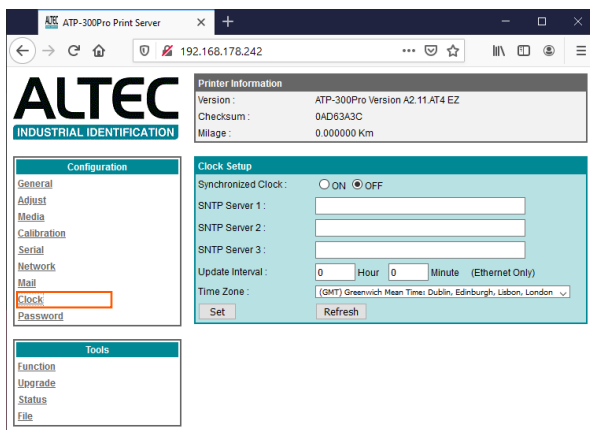 ATP-300Pro Print Server
192.168.178.242
ALTEC
INDUSTRIAL IDENTIFICATION
Printer Information
Version : ATP-300Pro Version A2.11.AT4 EZ
Checksum : 0AD63A3C
Milage : 0.000000 Km
Configuration
General
Adjust
Media
Calibration
Serial
Network
Mail
Clock
Password
Clock Setup
Synchronized Clock : ON OFF
SNTP Server 1 :
SNTP Server 2 :
SNTP Server 3 :
Update Interval : 0 Hour 0 Minute (Ethernet Only)
Time Zone : (GMT) Greenwich Mean Time: Dublin, Edinburgh, Lisbon, London
Set Refresh
Tools
Function
Upgrade
Status
File